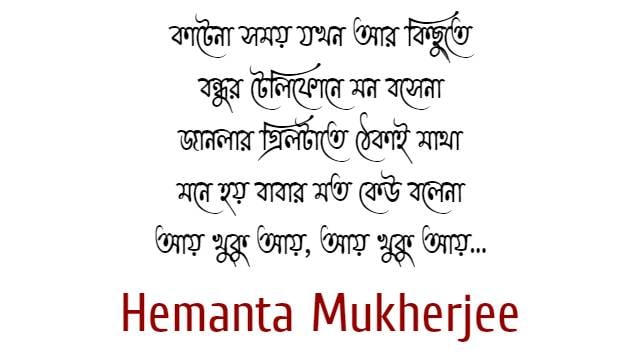 কাটেনা সময় যখন আর কিছুতে
বন্ধুর টেলিফোনে মন বসেনা
জানলার গ্রিলটাতে ঠেকাই মাথা
মনে হয় বাবার মত কেউ বলেনা
আয় খুকু আয়, আয় খুকু আয়...
Hemanta Mukherjee